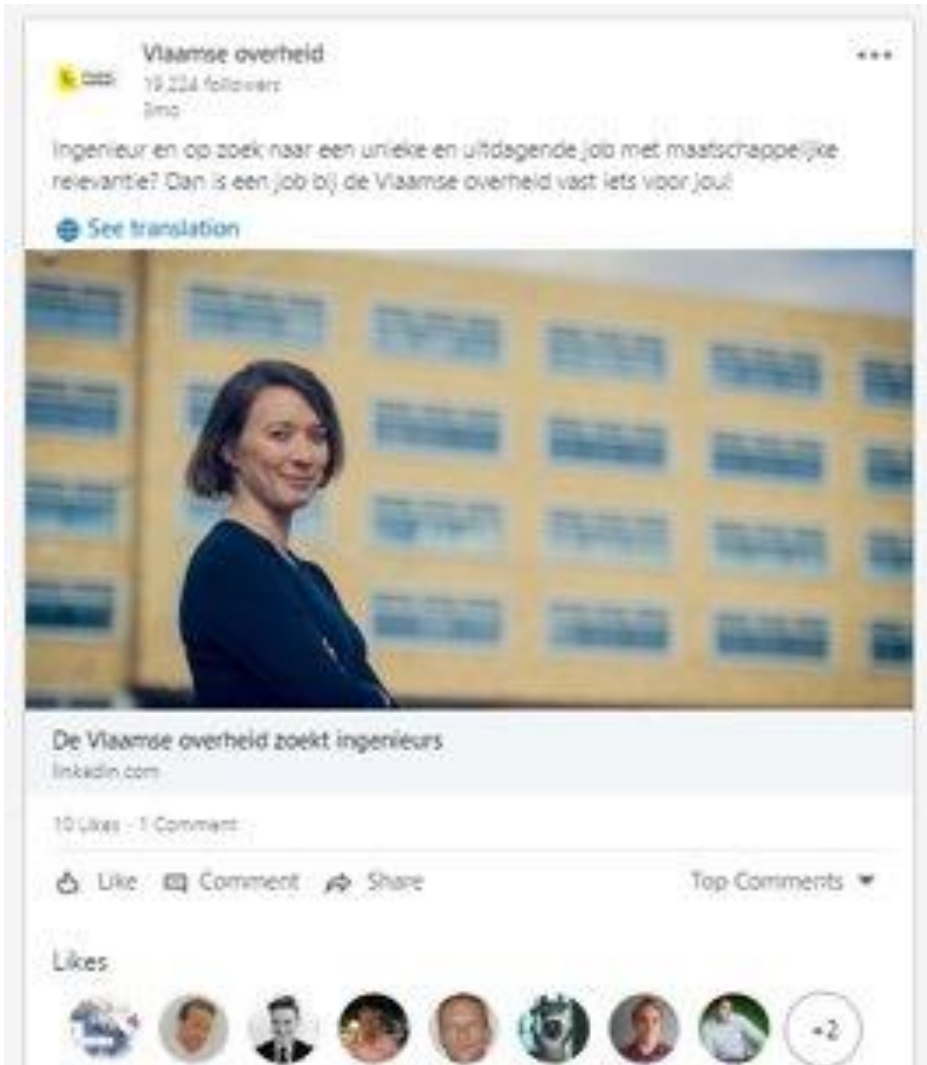 Vlaamse overheid
19,224 followers
3mo
Ingenieur en op zoek naar een unieke en uitdagende job met maatschappelijke
relevantie? Dan is een job bij de Vlaamse overheid vast iets voor jou!
See translation
De Vlaamse overheid zoekt ingenieurs
linkedin.com
10 Likes · 1 Comment
Like Comment Share Top Comments
Likes
+2